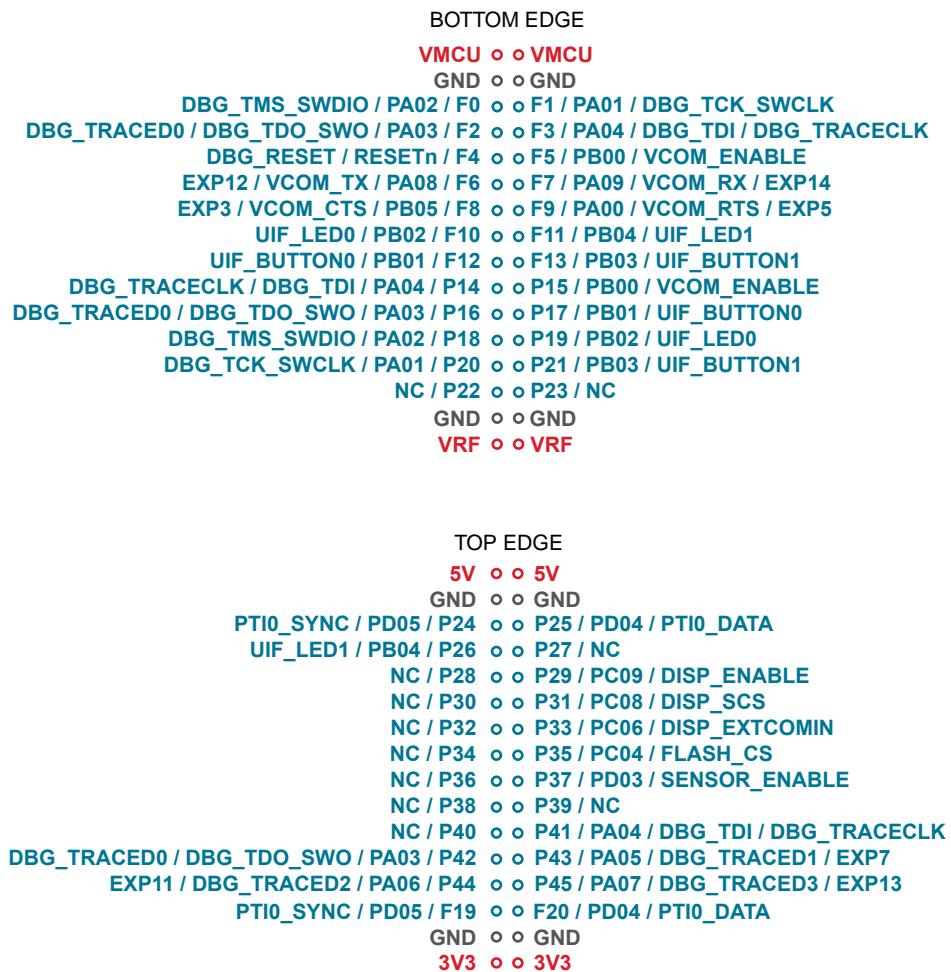 BOTTOM EDGE
VMCU VMCU
GND GND
DBG_TMS_SWDIO / PA02 / F0 F1 / PA01 / DBG_TCK_SWCLK
DBG_TRACED0 / DBG_TDO_SWO / PA03 / F2 F3 / PA04 / DBG_TDI / DBG_TRACECLK
DBG_RESET / RESETn / F4 F5 / PB00 / VCOM_ENABLE
EXP12 / VCOM_TX / PA08 / F6 F7 / PA09 / VCOM_RX / EXP14
EXP3 / VCOM_CTS / PB05 / F8 F9 / PA00 / VCOM_RTS / EXP5
UIF_LED0 / PB02 / F10 F11 / PB04 / UIF_LED1
UIF_BUTTON0 / PB01 / F12 F13 / PB03 / UIF_BUTTON1
DBG_TRACECLK / DBG_TDI / PA04 / P14 P15 / PB00 / VCOM_ENABLE
DBG_TRACED0 / DBG_TDO_SWO / PA03 / P16 P17 / PB01 / UIF_BUTTON0
DBG_TMS_SWDIO / PA02 / P18 P19 / PB02 / UIF_LED0
DBG_TCK_SWCLK / PA01 / P20 P21 / PB03 / UIF_BUTTON1
NC / P22 P23 / NC
GND GND
VRF VRF
TOP EDGE
5V 5V
GND GND
PTI0_SYNC / PD05 / P24 P25 / PD04 / PTI0_DATA
UIF_LED1 / PB04 / P26 P27 / NC
NC / P28 P29 / PC09 / DISP_ENABLE
NC / P30 P31 / PC08 / DISP_SCS
NC / P32 P33 / PC06 / DISP_EXTCOMIN
NC / P34 P35 / PC04 / FLASH_CS
NC / P36 P37 / PD03 / SENSOR_ENABLE
NC / P38 P39 / NC
NC / P40 P41 / PA04 / DBG_TDI / DBG_TRACECLK
DBG_TRACED0 / DBG_TDO_SWO / PA03 / P42 P43 / PA05 / DBG_TRACED1 / EXP7
EXP11 / DBG_TRACED2 / PA06 / P44 P45 / PA07 / DBG_TRACED3 / EXP13
PTI0_SYNC / PD05 / F19 F20 / PD04 / PTI0_DATA
GND GND
3V3 3V3